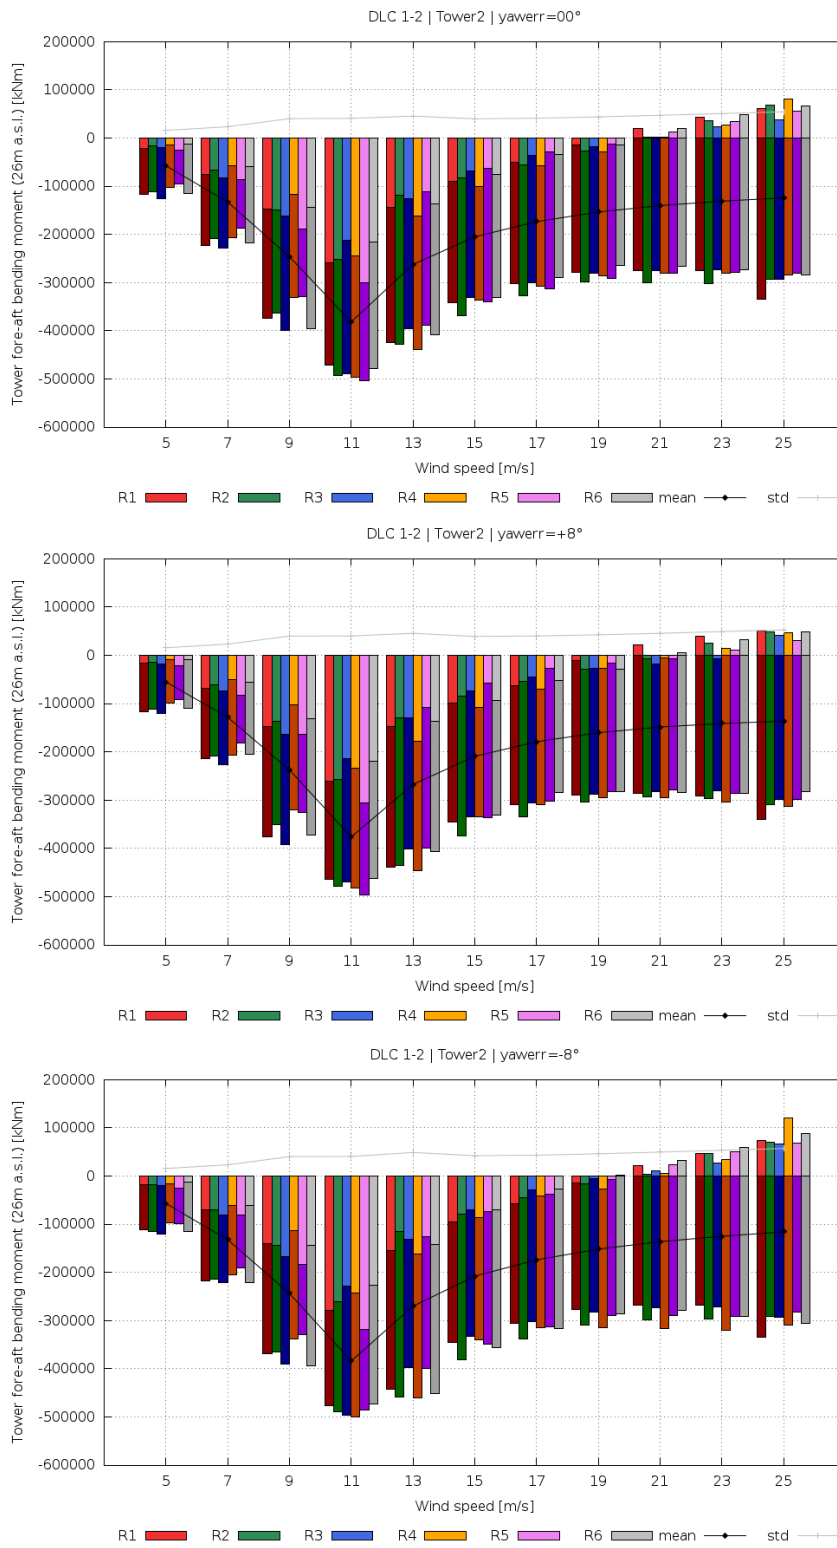 DLC 1-2 | Tower2 | yawerr=00°
Tower fore-aft bending moment (26m a.s.l.) [kNm]
200000
100000
0
-100000
-200000
-300000
-400000
-500000
-600000
5 7 9 11 13 15 17 19 21 23 25
Wind speed [m/s]
R1 R2 R3 R4 R5 R6 mean std
DLC 1-2 | Tower2 | yawerr=+8°
Tower fore-aft bending moment (26m a.s.l.) [kNm]
200000
100000
0
-100000
-200000
-300000
-400000
-500000
-600000
5 7 9 11 13 15 17 19 21 23 25
Wind speed [m/s]
R1 R2 R3 R4 R5 R6 mean std
DLC 1-2 | Tower2 | yawerr=-8°
Tower fore-aft bending moment (26m a.s.l.) [kNm]
200000
100000
0
-100000
-200000
-300000
-400000
-500000
-600000
5 7 9 11 13 15 17 19 21 23 25
Wind speed [m/s]
R1 R2 R3 R4 R5 R6 mean std